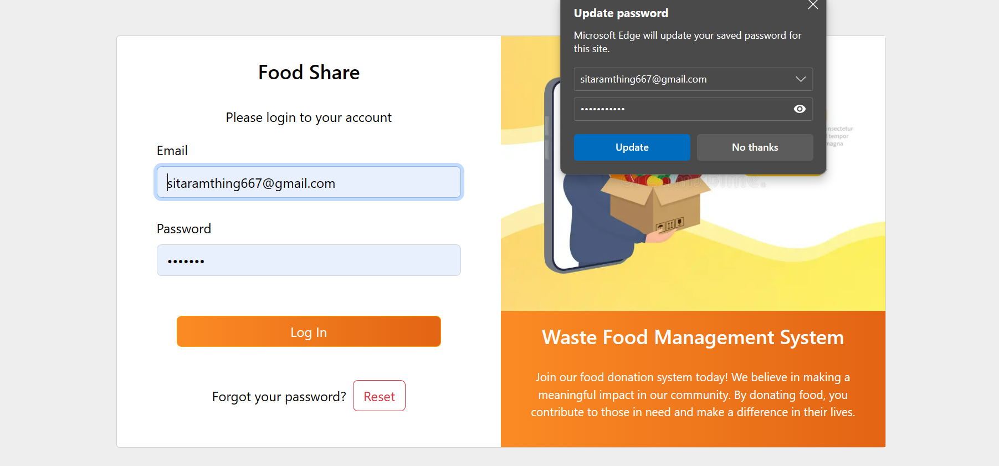 Food Share
Please login to your account
Email
sitaramthing667@gmail.com
Password
•••••••
Log In
Forgot your password? Reset
Update password
Microsoft Edge will update your saved password for
this site.
sitaramthing667@gmail.com
•••••••••••
Update No thanks
tempor
magna
Waste Food Management System
Join our food donation system today! We believe in making a
meaningful impact in our community. By donating food, you
contribute to those in need and make a difference in their lives.